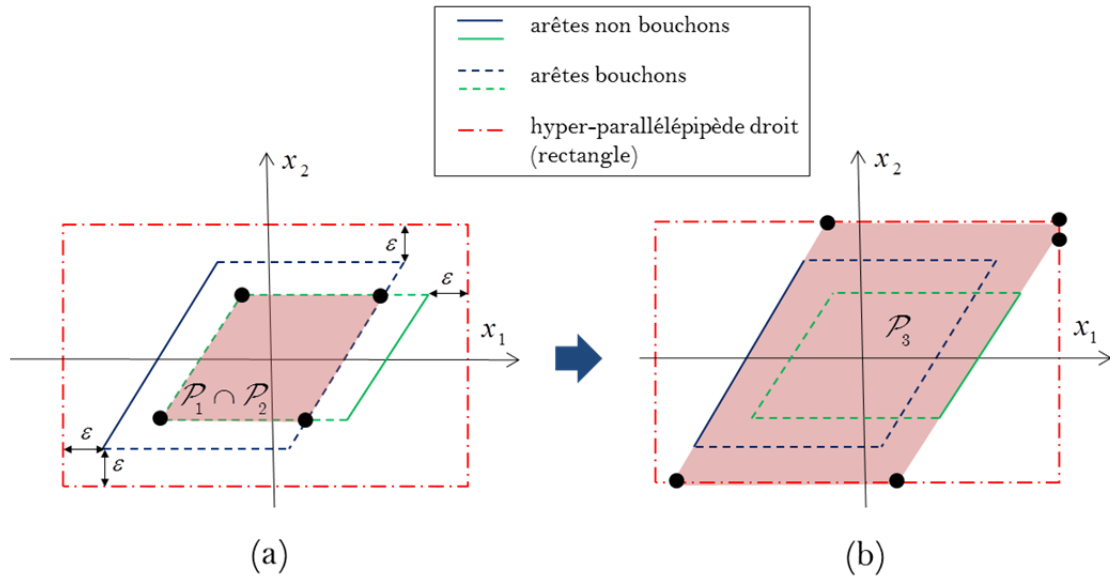 arêtes non bouchons
arêtes bouchons
hyper-parallélépipède droit
(rectangle)
x₂
x₂
ε
ε
x₁
x₁
𝒫₃
𝒫₁ ∩ 𝒫₂
ε
ε
(a)
(b)